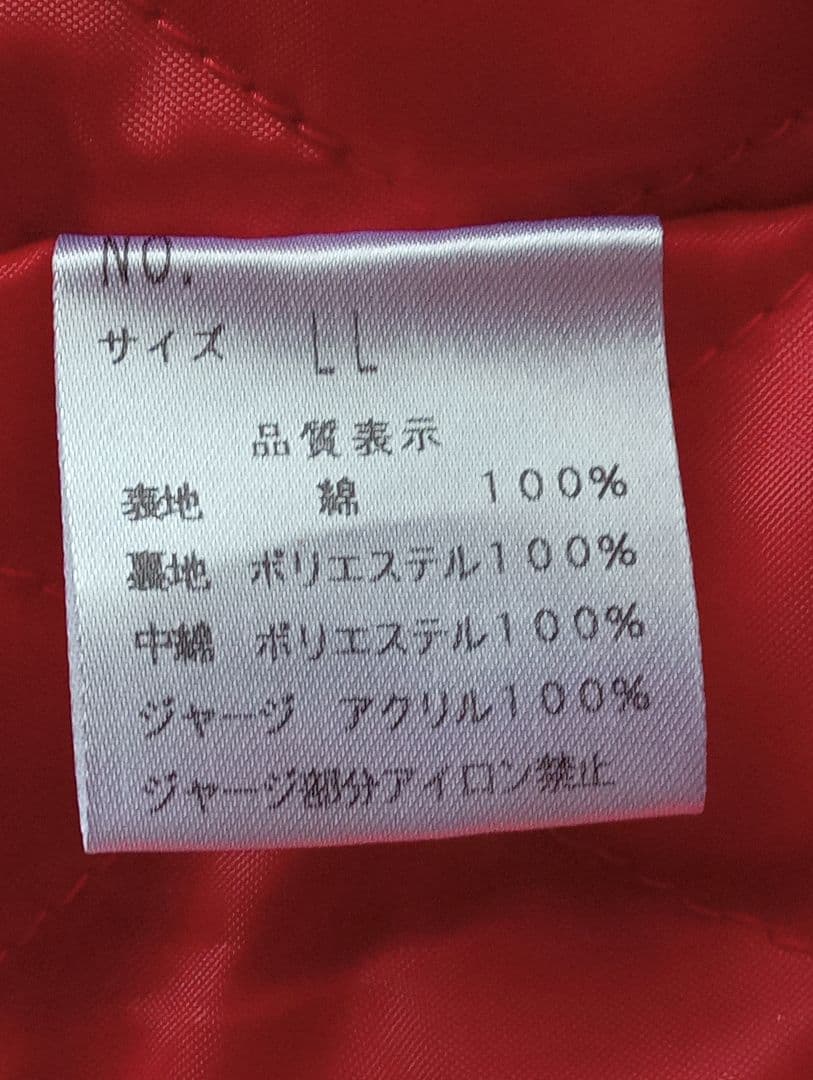 NO.
サイズ LL
品質表示
表地 綿 100%
裏地 ポリエステル100%
中綿 ポリエステル100%
ジャージ アクリル100%
ジャージ部分アイロン禁止